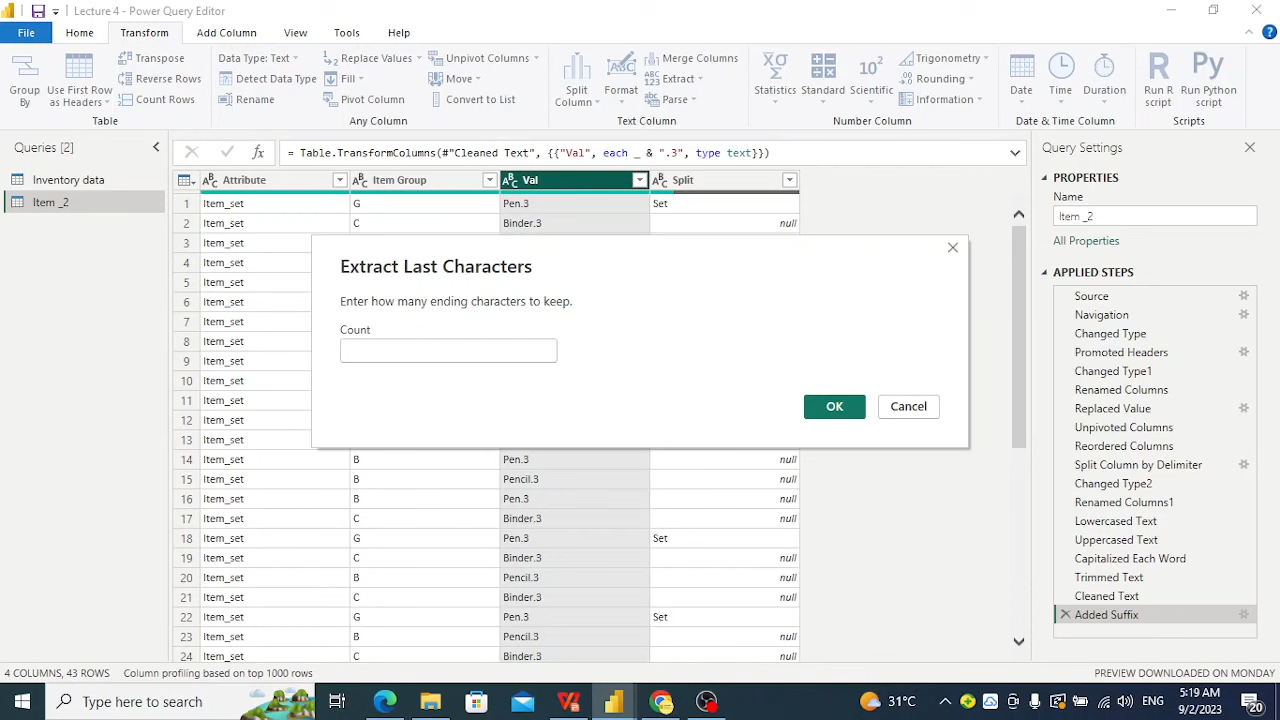 Lecture 4 - Power Query Editor
File Home Transform Add Column View Tools Help
Group By
Use First Row as Headers
Transpose
Reverse Rows
Count Rows
Table
Data Type: Text
Detect Data Type
Rename
Replace Values
Fill
Pivot Column
Unpivot Columns
Move
Convert to List
Any Column
Split Column
Format
ABC
Merge Columns
ABC
123
Extract
abc
Parse
Text Column
XΣ
σ
Statistics
Standard
10²
Scientific
Trigonometry
.00
Rounding
Information
Number Column
Date
Time
Duration
Date & Time Column
R
Run R script
Py
Run Python script
Scripts
Queries [2]
Inventory data
Item _2
fx
= Table.TransformColumns(#"Cleaned Text", {{"Val", each _ & ".3", type text}})
Attribute Item Group Val Split
1 Item_set G Pen.3 Set
2 Item_set C Binder.3 null
3 Item_set
4 Item_set
5 Item_set
6 Item_set
7 Item_set
8 Item_set
9 Item_set
10 Item_set
11 Item_set
12 Item_set
13 Item_set
14 Item_set B Pen.3 null
15 Item_set B Pencil.3 null
16 Item_set B Pen.3 null
17 Item_set C Binder.3 null
18 Item_set G Pen.3 Set
19 Item_set C Binder.3 null
20 Item_set B Pencil.3 null
21 Item_set C Binder.3 null
22 Item_set G Pen.3 Set
23 Item_set B Pencil.3 null
24 Item_set C Binder.3 null
Extract Last Characters
Enter how many ending characters to keep.
Count
OK Cancel
Query Settings
PROPERTIES
Name
Item _2
All Properties
APPLIED STEPS
Source
Navigation
Changed Type
Promoted Headers
Changed Type1
Renamed Columns
Replaced Value
Unpivoted Columns
Reordered Columns
Split Column by Delimiter
Changed Type2
Renamed Columns1
Lowercased Text
Uppercased Text
Capitalized Each Word
Trimmed Text
Cleaned Text
Added Suffix
4 COLUMNS, 43 ROWS Column profiling based on top 1000 rows
PREVIEW DOWNLOADED ON MONDAY
Type here to search
31°C
ENG
5:19 AM
9/2/2023
20